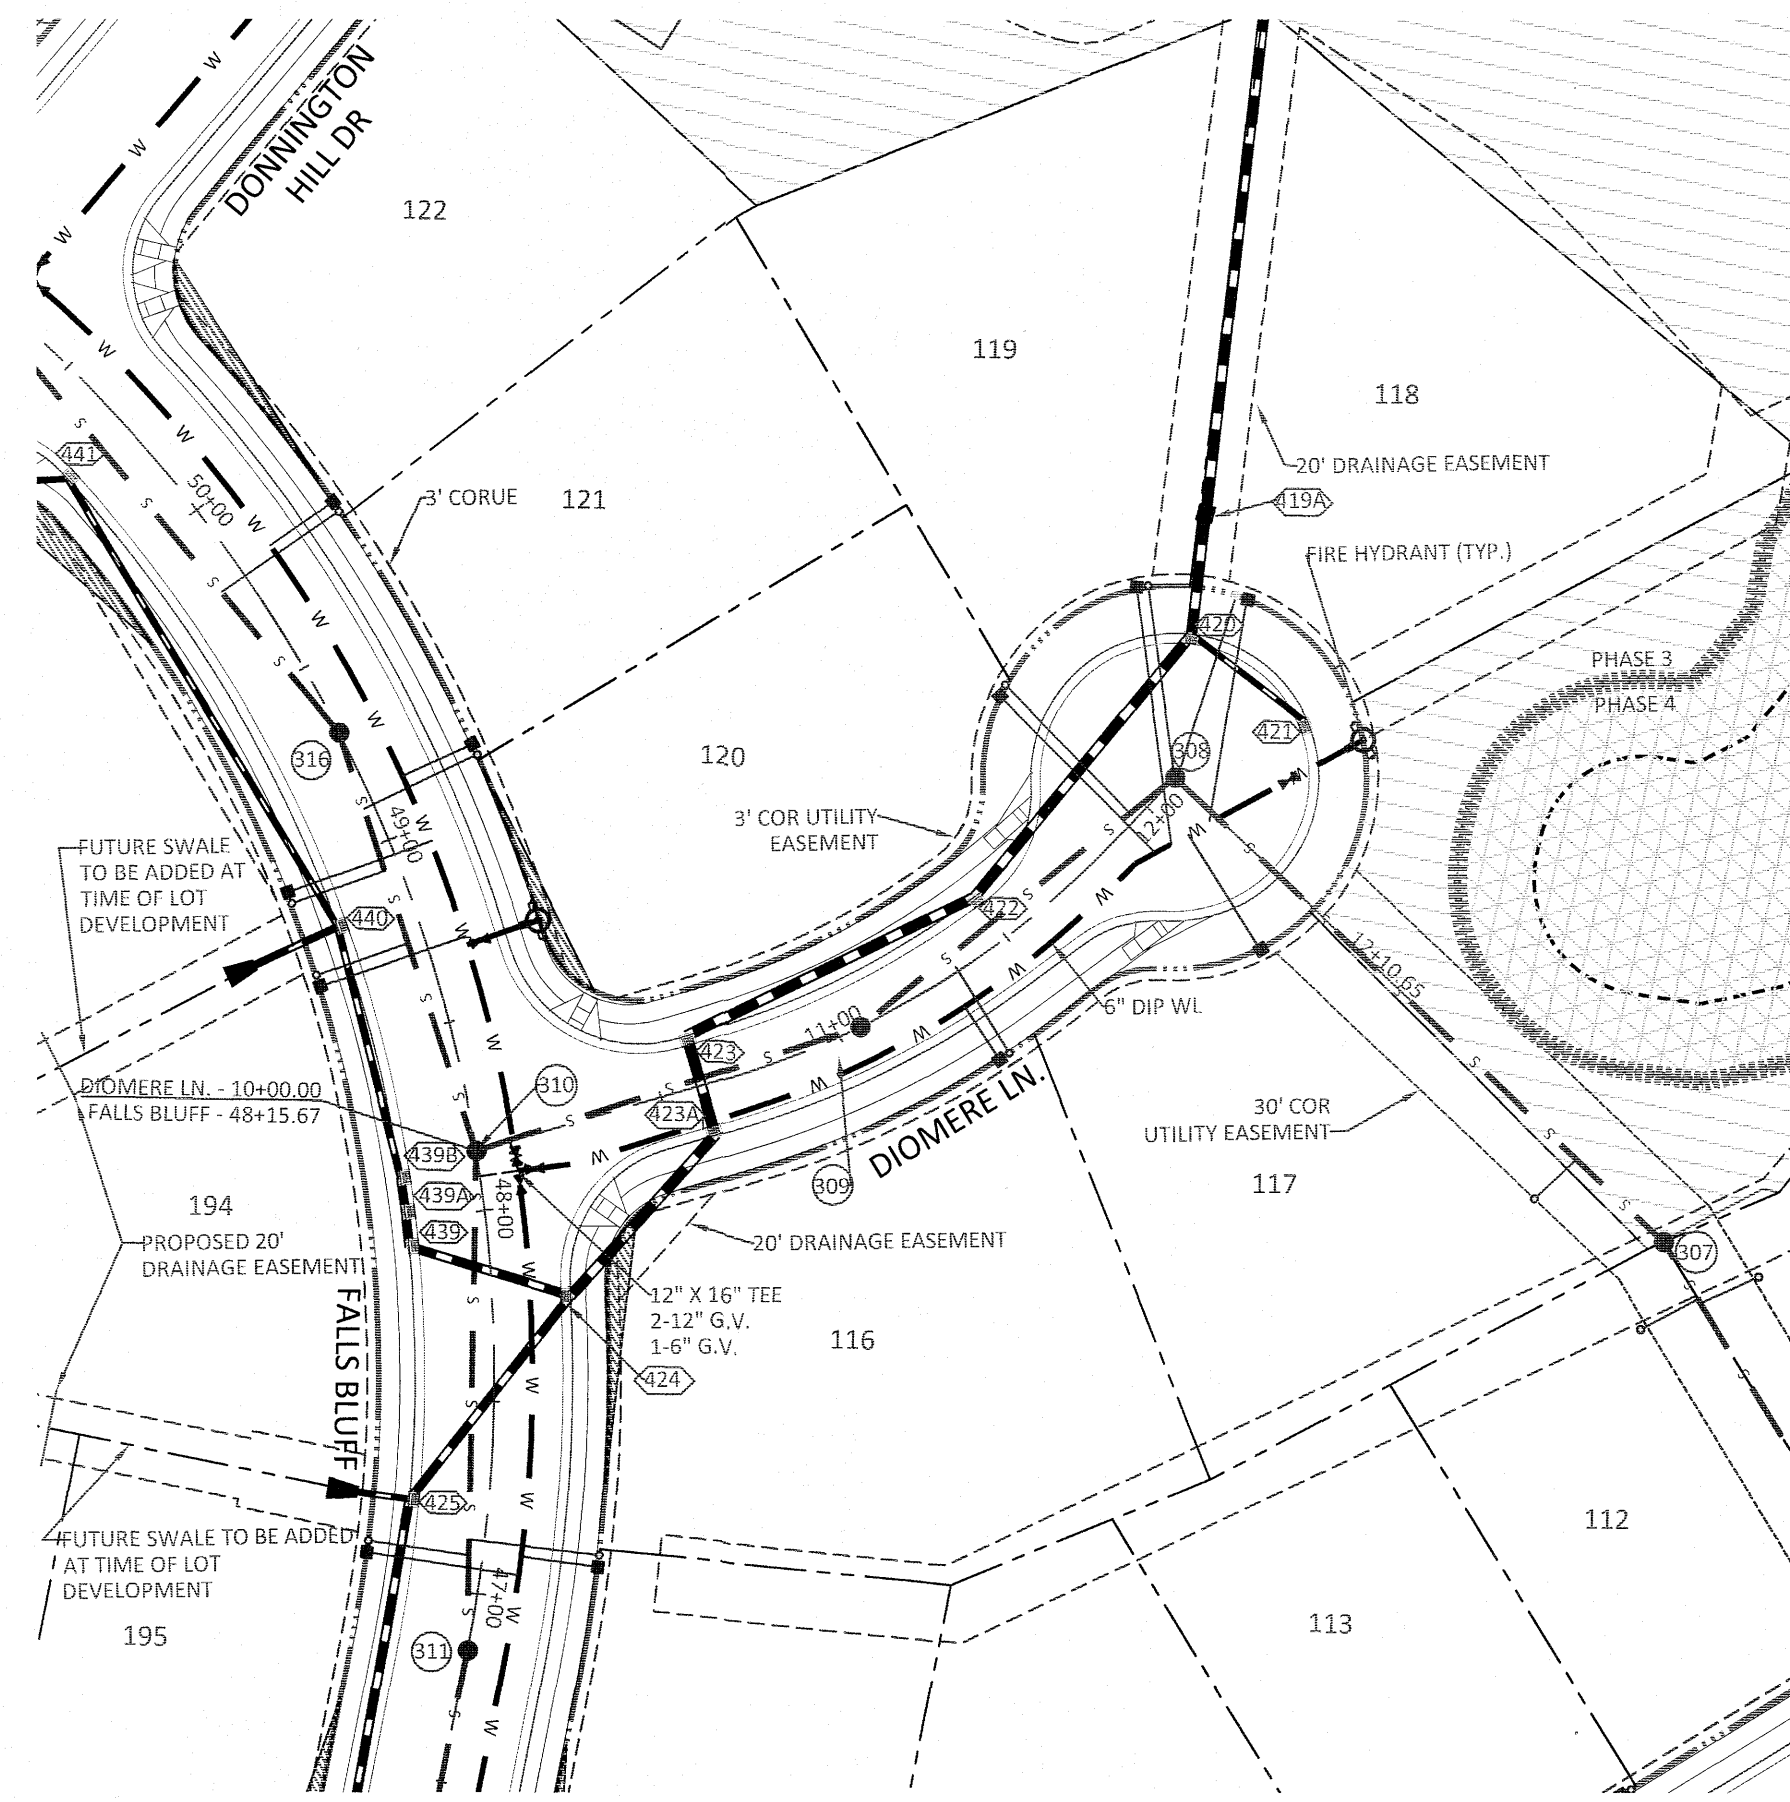 DONNINGTON
HILL DR
122
119
118
121
120
3' CORUE
20' DRAINAGE EASEMENT
419A
FIRE HYDRANT (TYP.)
441
50+00
420
421
308
12+00
PHASE 3
PHASE 4
316
49+00
3' COR UTILITY
EASEMENT
FUTURE SWALE
TO BE ADDED AT
TIME OF LOT
DEVELOPMENT
440
422
12+10.65
6" DIP WL
11+00
423
423A
310
DIOMERE LN. - 10+00.00
FALLS BLUFF - 48+15.67
439B
439A
439
48+00
309
DIOMERE LN.
30' COR
UTILITY EASEMENT
117
307
194
PROPOSED 20'
DRAINAGE EASEMENT
20' DRAINAGE EASEMENT
12" X 16" TEE
2-12" G.V.
1-6" G.V.
424
116
FALLS BLUFF
425
FUTURE SWALE TO BE ADDED
AT TIME OF LOT
DEVELOPMENT
195
47+00
311
112
113